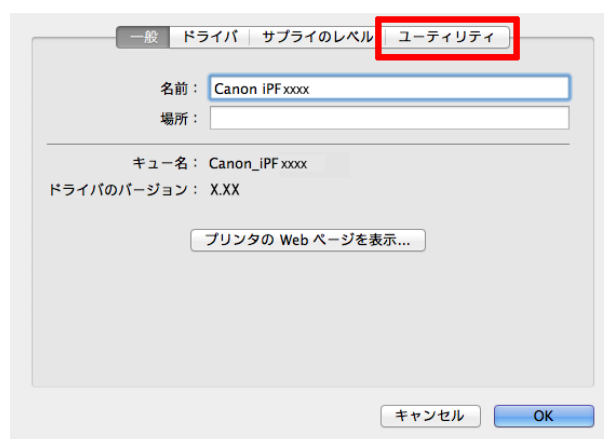 一般 ドライバ サプライのレベル ユーティリティ
名前： Canon iPF xxxx
場所：
キュー名： Canon_iPF xxxx
ドライバのバージョン： X.XX
プリンタの Web ページを表示...
キャンセル OK